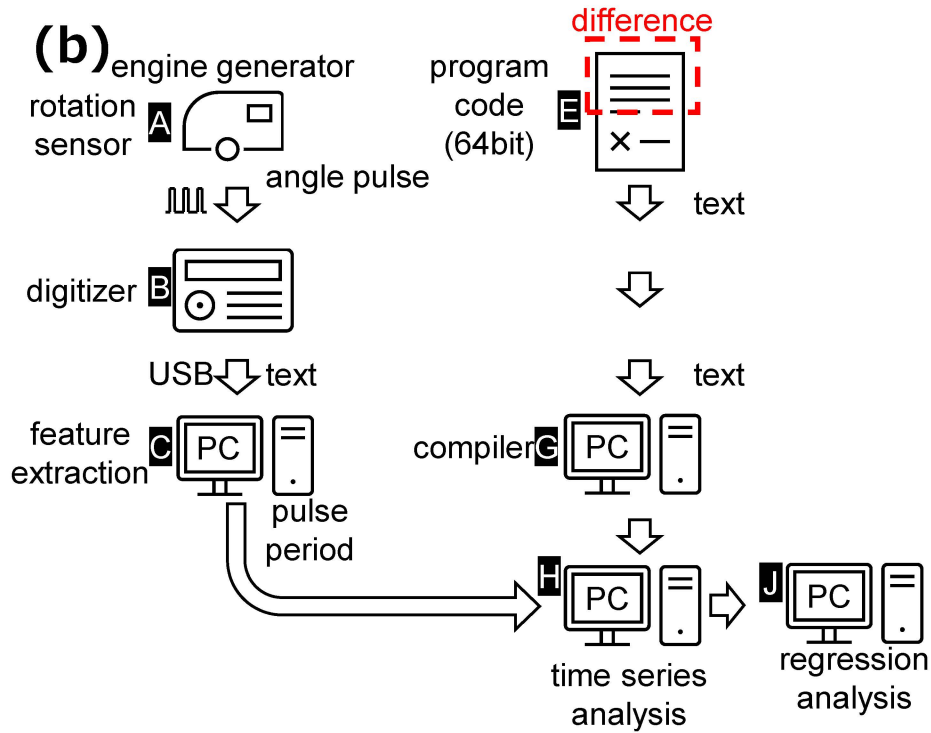 (b)
engine generator
rotation
sensor
A
angle pulse
digitizer
B
USB
text
feature
extraction
C
PC
pulse
period
difference
program
code
(64bit)
E
text
text
compiler
G
PC
H
PC
time series
analysis
J
PC
regression
analysis